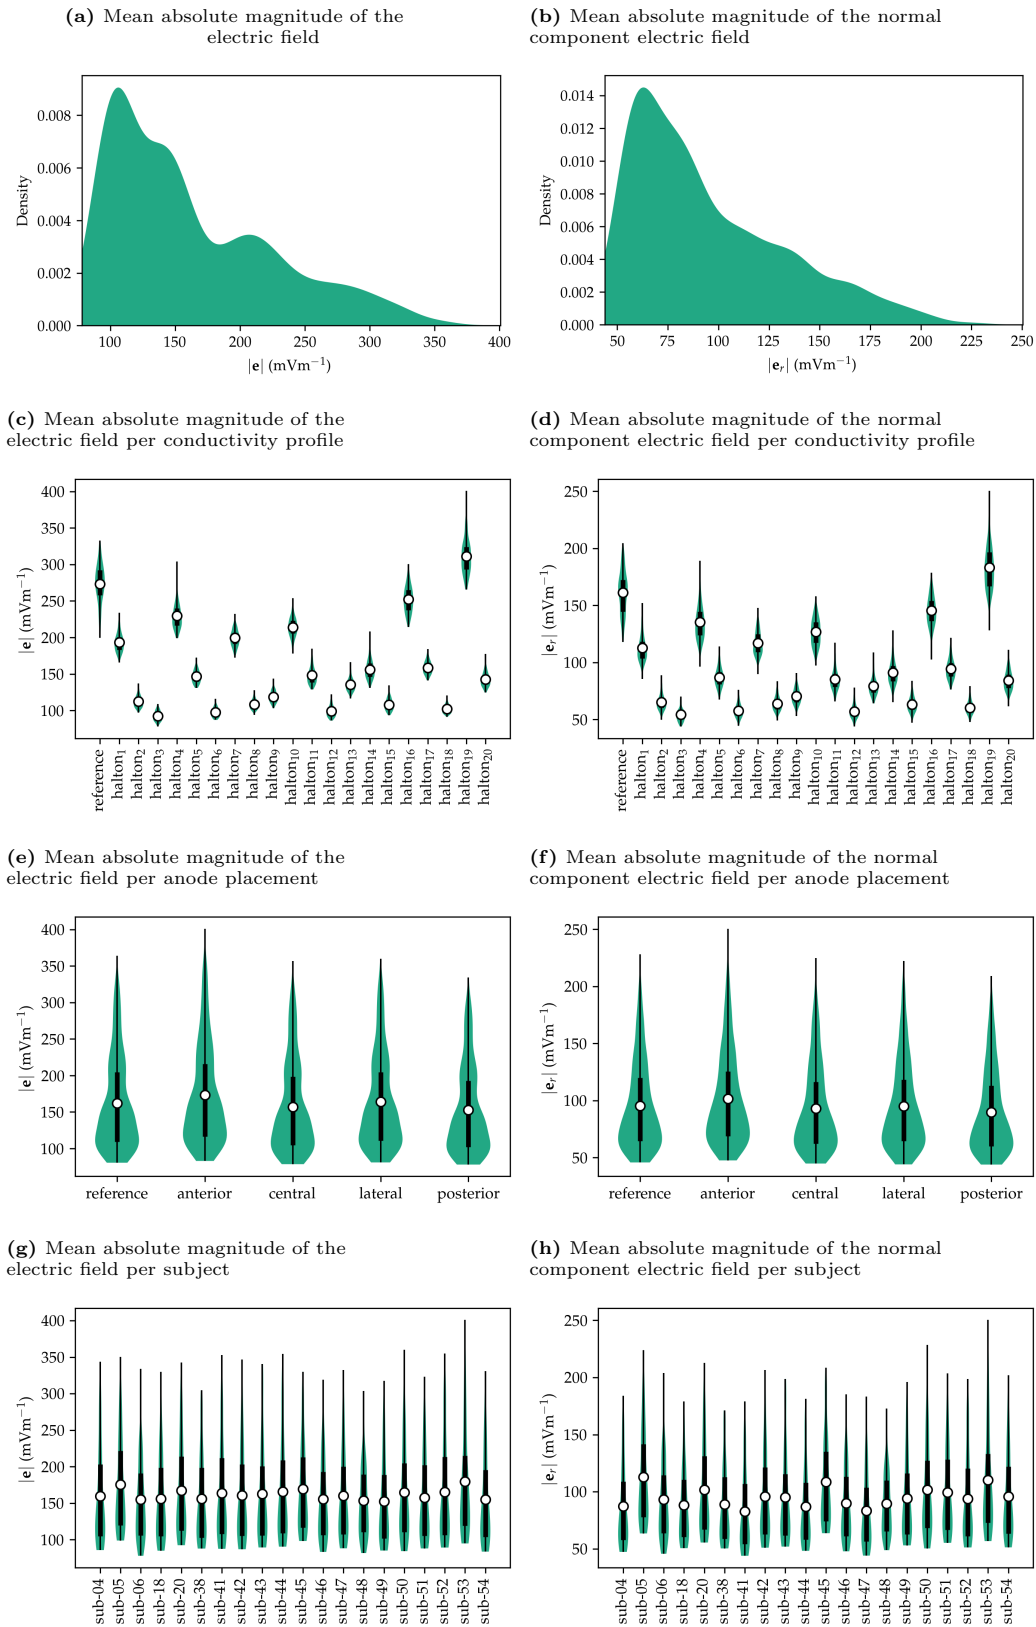 (a) Mean absolute magnitude of the
electric field
(b) Mean absolute magnitude of the normal
component electric field
0.008
0.006
0.004
0.002
0.000
Density
100 150 200 250 300 350 400
|e| (mVm⁻¹)
0.014
0.012
0.010
0.008
0.006
0.004
0.002
0.000
Density
50 75 100 125 150 175 200 225 250
|eᵣ| (mVm⁻¹)
(c) Mean absolute magnitude of the
electric field per conductivity profile
(d) Mean absolute magnitude of the normal
component electric field per conductivity profile
400
350
300
250
200
150
100
|e| (mVm⁻¹)
reference
halton₁
halton₂
halton₃
halton₄
halton₅
halton₆
halton₇
halton₈
halton₉
halton₁₀
halton₁₁
halton₁₂
halton₁₃
halton₁₄
halton₁₅
halton₁₆
halton₁₇
halton₁₈
halton₁₉
halton₂₀
250
200
150
100
50
|eᵣ| (mVm⁻¹)
reference
halton₁
halton₂
halton₃
halton₄
halton₅
halton₆
halton₇
halton₈
halton₉
halton₁₀
halton₁₁
halton₁₂
halton₁₃
halton₁₄
halton₁₅
halton₁₆
halton₁₇
halton₁₈
halton₁₉
halton₂₀
(e) Mean absolute magnitude of the
electric field per anode placement
(f) Mean absolute magnitude of the normal
component electric field per anode placement
400
350
300
250
200
150
100
|e| (mVm⁻¹)
reference anterior central lateral posterior
250
200
150
100
50
|eᵣ| (mVm⁻¹)
reference anterior central lateral posterior
(g) Mean absolute magnitude of the
electric field per subject
(h) Mean absolute magnitude of the normal
component electric field per subject
400
350
300
250
200
150
100
|e| (mVm⁻¹)
sub-04
sub-05
sub-06
sub-18
sub-20
sub-38
sub-41
sub-42
sub-43
sub-44
sub-45
sub-46
sub-47
sub-48
sub-49
sub-50
sub-51
sub-52
sub-53
sub-54
250
200
150
100
50
|eᵣ| (mVm⁻¹)
sub-04
sub-05
sub-06
sub-18
sub-20
sub-38
sub-41
sub-42
sub-43
sub-44
sub-45
sub-46
sub-47
sub-48
sub-49
sub-50
sub-51
sub-52
sub-53
sub-54